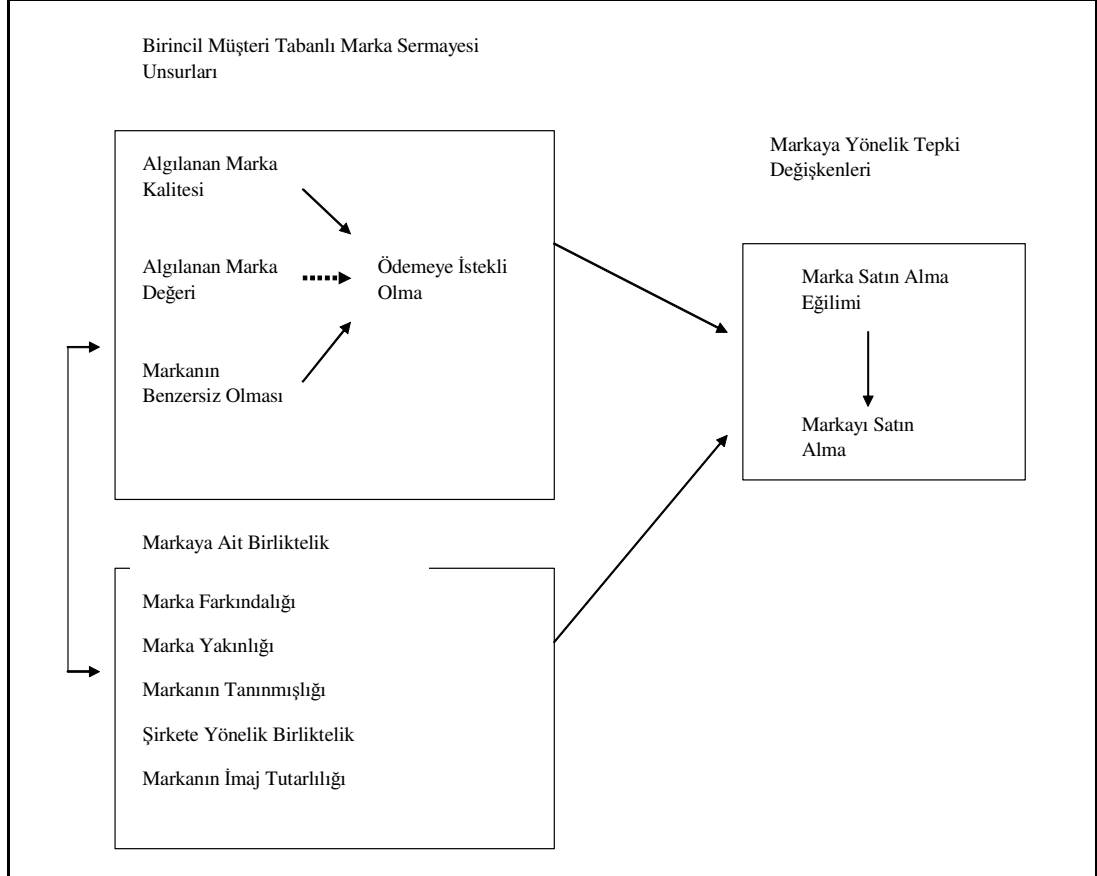 Birincil Müşteri Tabanlı Marka Sermayesi
Unsurları
Algılanan Marka
Kalitesi
Algılanan Marka
Değeri
Markanın
Benzersiz Olması
Ödemeye İstekli
Olma
Markaya Yönelik Tepki
Değişkenleri
Marka Satın Alma
Eğilimi
Markayı Satın
Alma
Markaya Ait Birliktelik
Marka Farkındalığı
Marka Yakınlığı
Markanın Tanınmışlığı
Şirkete Yönelik Birliktelik
Markanın İmaj Tutarlılığı